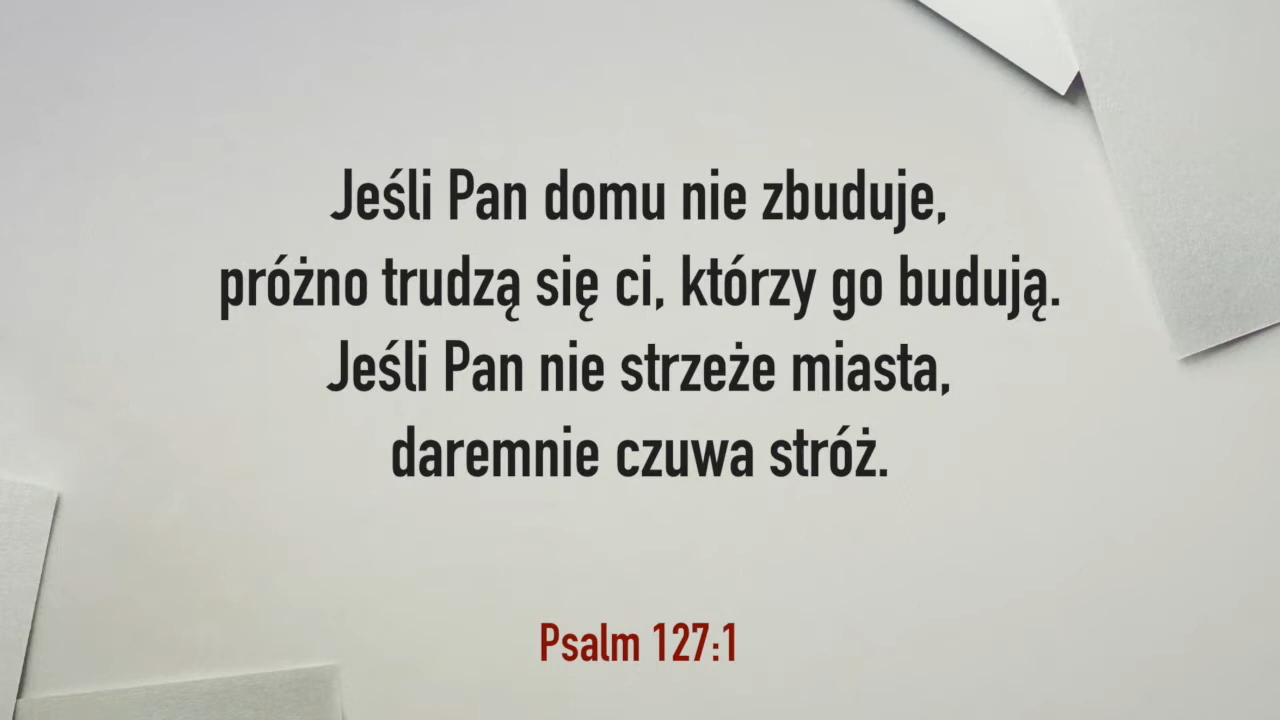 Jeśli Pan domu nie zbuduje,
próżno trudzą się ci, którzy go budują.
Jeśli Pan nie strzeże miasta,
daremnie czuwa stróż.
Psalm 127:1